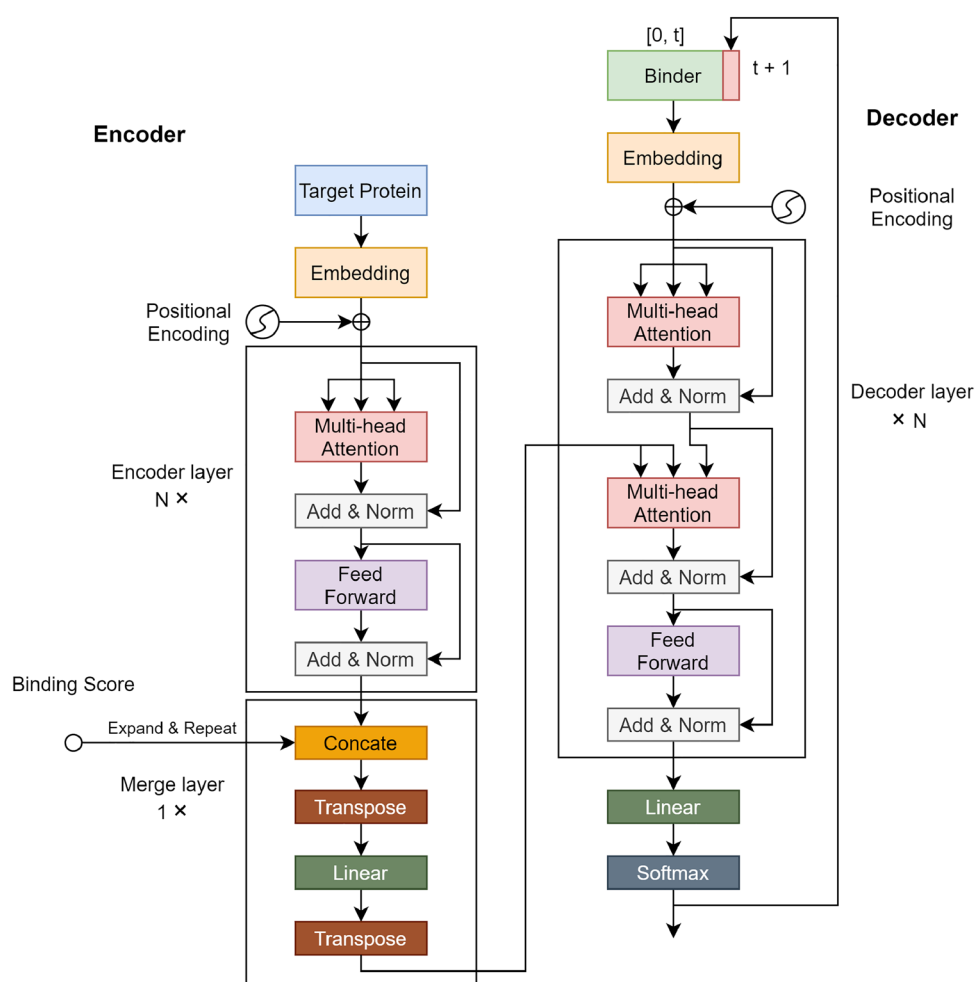 Encoder
Target Protein
Embedding
Positional
Encoding
Multi-head
Attention
Encoder layer
N ×
Add & Norm
Feed
Forward
Add & Norm
Binding Score
Expand & Repeat
Concate
Merge layer
1 ×
Transpose
Linear
Transpose
[0, t]
Binder
t + 1
Decoder
Embedding
Positional
Encoding
Multi-head
Attention
Add & Norm
Decoder layer
× N
Multi-head
Attention
Add & Norm
Feed
Forward
Add & Norm
Linear
Softmax